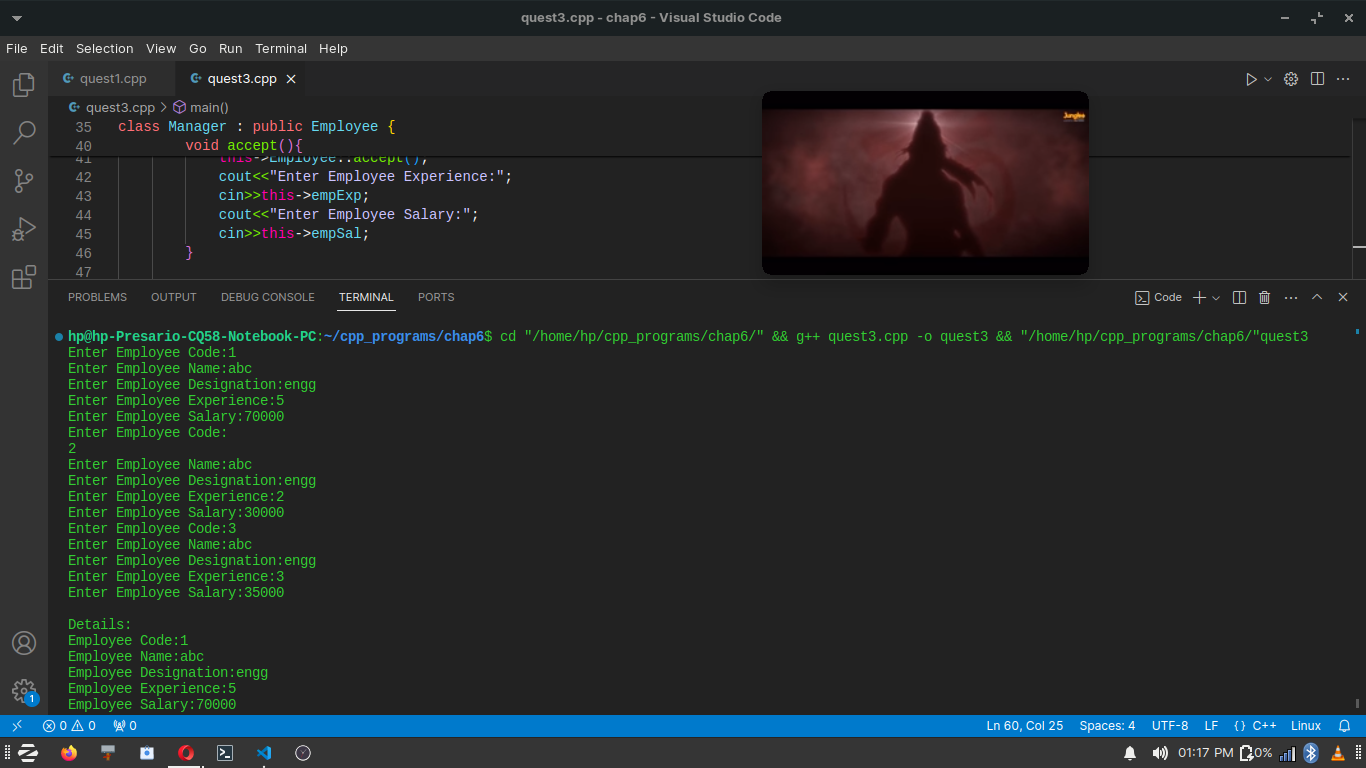 quest3.cpp - chap6 - Visual Studio Code
File Edit Selection View Go Run Terminal Help
quest1.cpp quest3.cpp
quest3.cpp > main()
35 class Manager : public Employee {
40 void accept(){
41 this->Employee::accept();
42 cout<<"Enter Employee Experience:";
43 cin>>this->empExp;
44 cout<<"Enter Employee Salary:";
45 cin>>this->empSal;
46 }
47
PROBLEMS OUTPUT DEBUG CONSOLE TERMINAL PORTS Code
hp@hp-Presario-CQ58-Notebook-PC:~/cpp_programs/chap6$ cd "/home/hp/cpp_programs/chap6/" && g++ quest3.cpp -o quest3 && "/home/hp/cpp_programs/chap6/"quest3
Enter Employee Code:1
Enter Employee Name:abc
Enter Employee Designation:engg
Enter Employee Experience:5
Enter Employee Salary:70000
Enter Employee Code:
2
Enter Employee Name:abc
Enter Employee Designation:engg
Enter Employee Experience:2
Enter Employee Salary:30000
Enter Employee Code:3
Enter Employee Name:abc
Enter Employee Designation:engg
Enter Employee Experience:3
Enter Employee Salary:35000
Details:
Employee Code:1
Employee Name:abc
Employee Designation:engg
Employee Experience:5
Employee Salary:70000
1
0 0 0 Ln 60, Col 25 Spaces: 4 UTF-8 LF {} C++ Linux
01:17 PM 0%